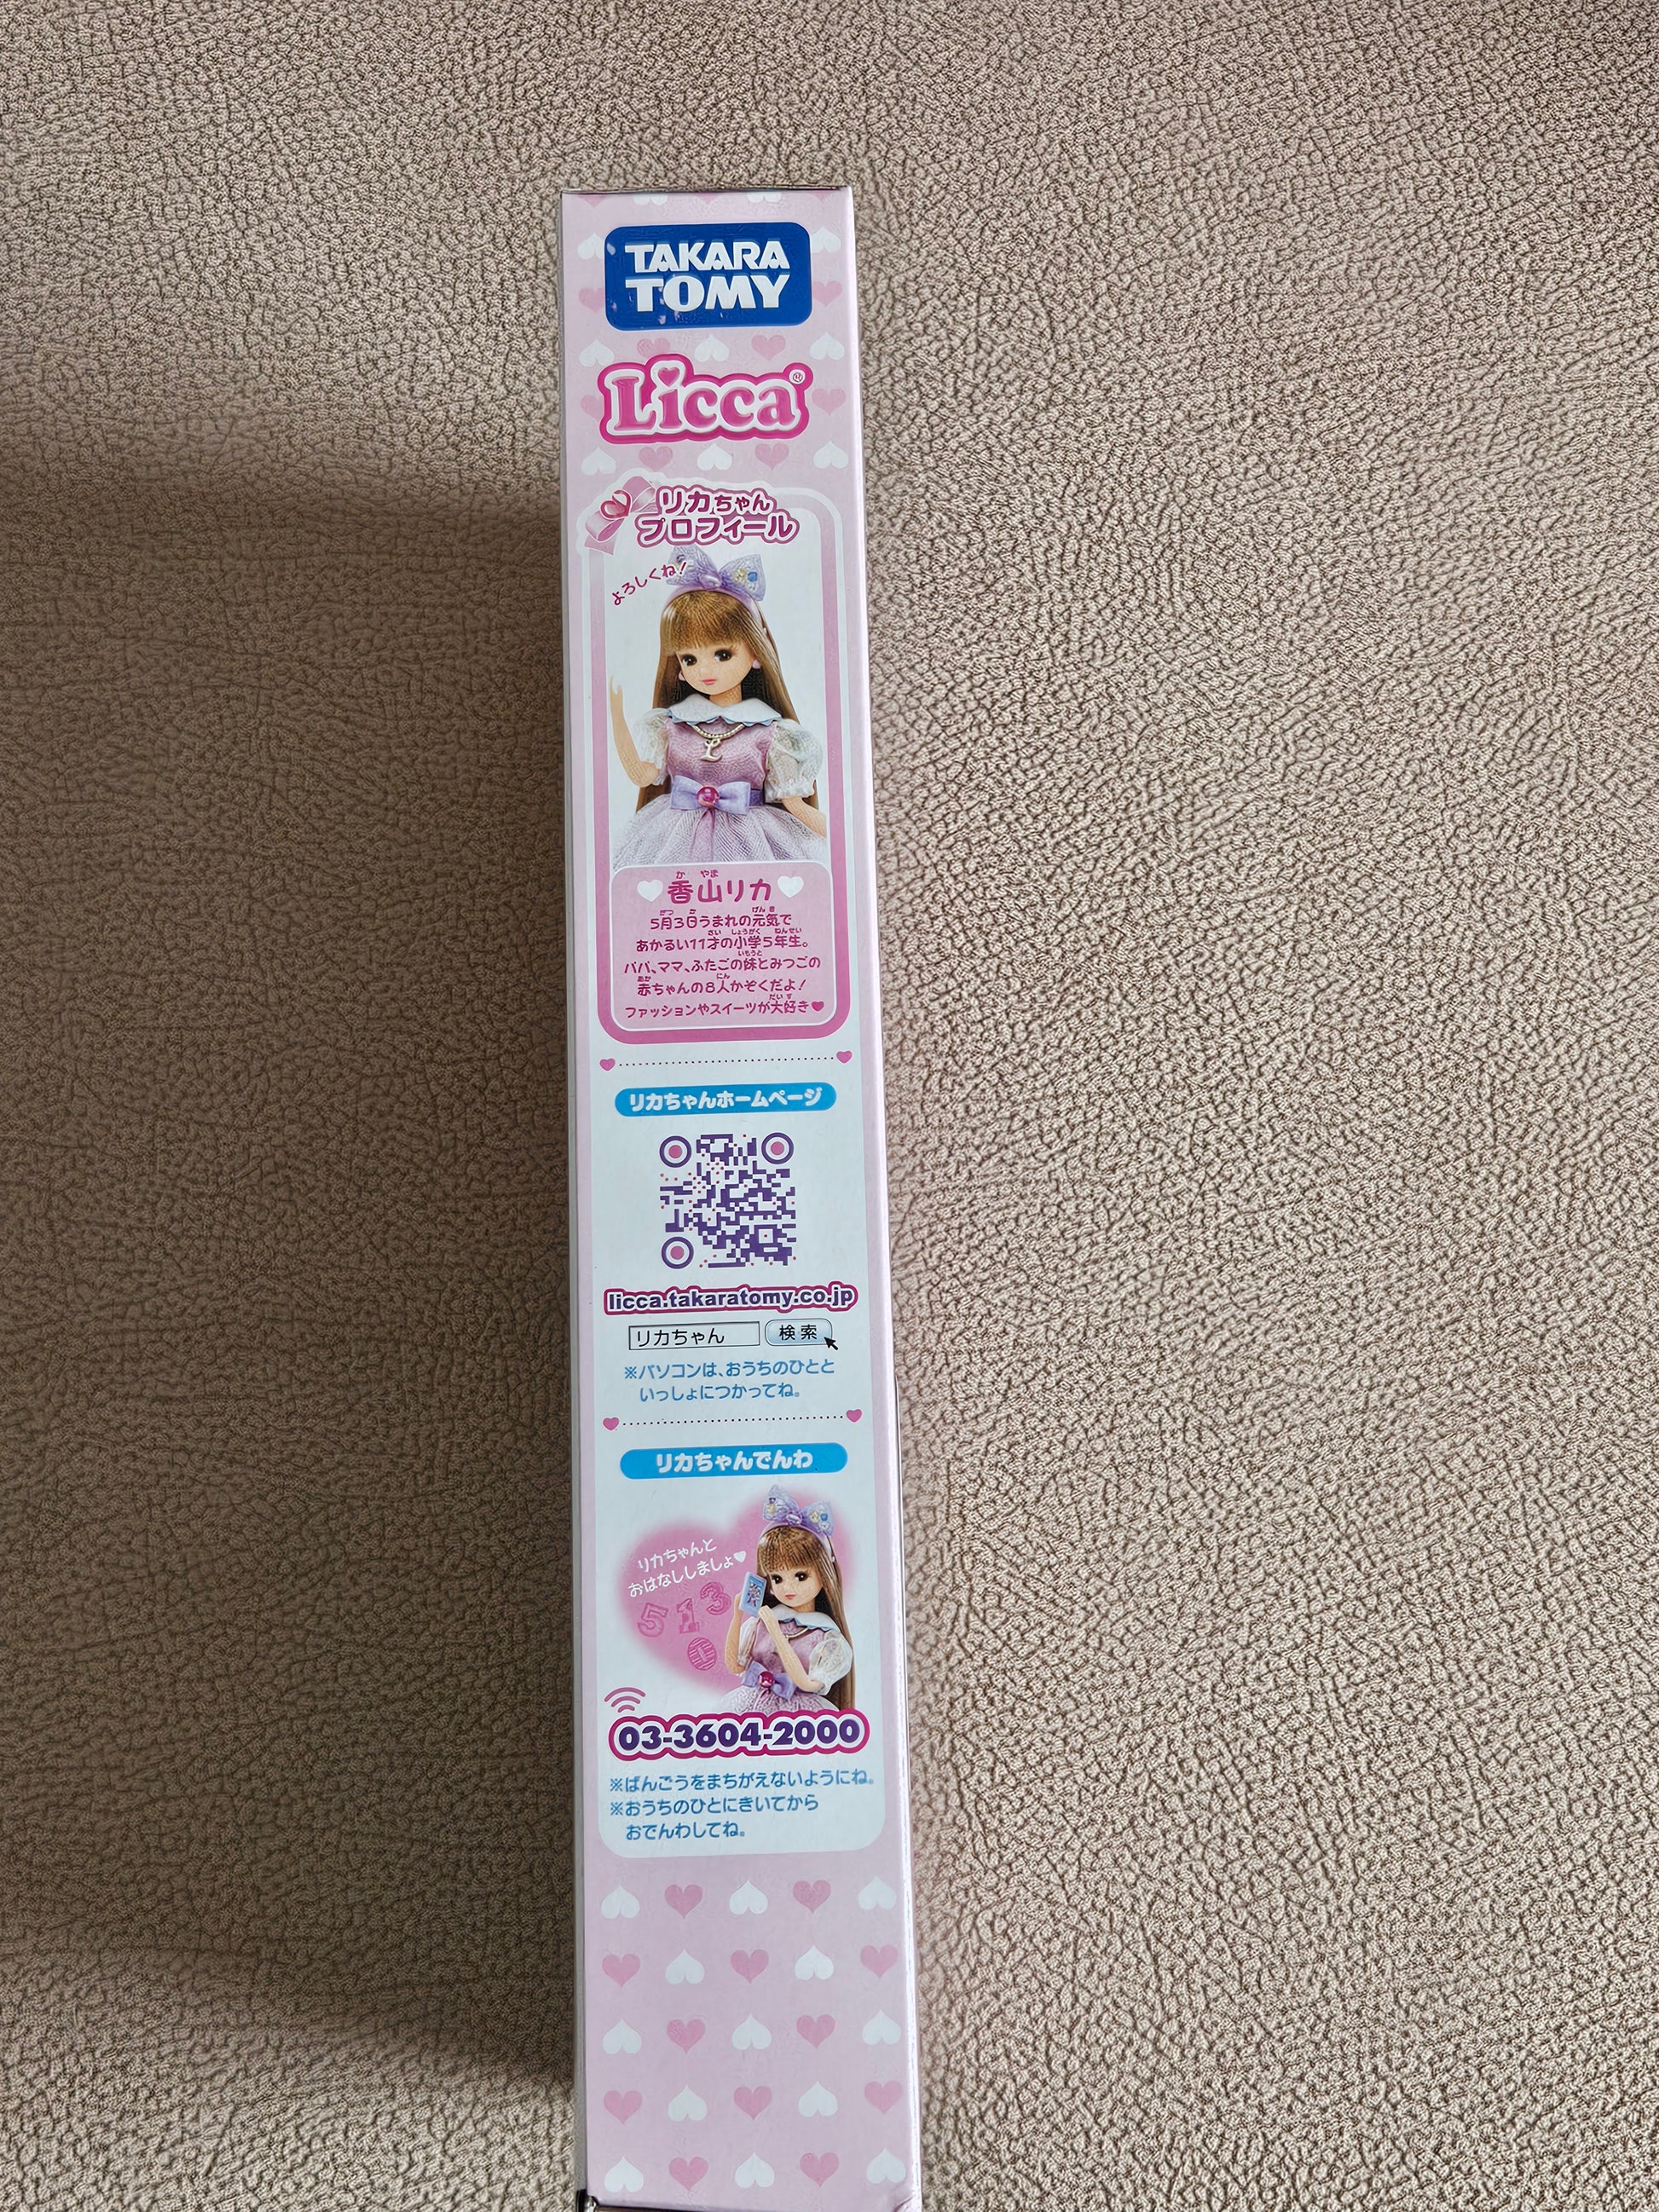 TAKARA
TOMY
Licca®
リカちゃん
プロフィール
よろしくね!
香山リカ
5月3日うまれの元気で
あかるい11才の小学5年生。
パパ、ママ、ふたごの妹とみつごの
赤ちゃんの8人かぞくだよ!
ファッションやスイーツが大好き♥
リカちゃんホームページ
licca.takaratomy.co.jp
リカちゃん 検索
※パソコンは、おうちのひとと
いっしょにつかってね。
リカちゃんでんわ
リカちゃんと
おはなししましょ♥
5 1 3
0
03-3604-2000
※ばんごうをまちがえないようにね。
※おうちのひとにきいてから
おでんわしてね。